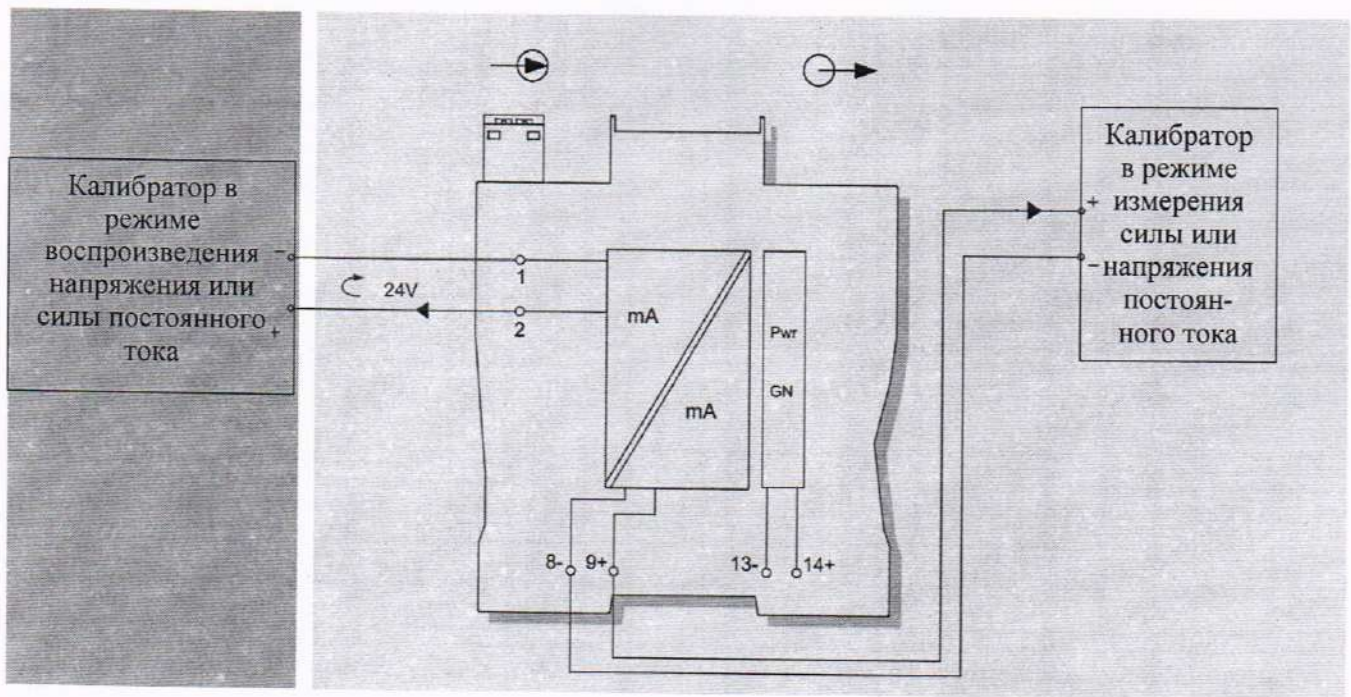 Калибратор в
режиме
воспроизведения
напряжения или
силы постоянного
тока
−
+
24V
1
2
mA
mA
Pwr
GN
8-
9+
13-
14+
Калибратор
в режиме
измерения
силы или
напряжения
постоян-
ного тока
+
−